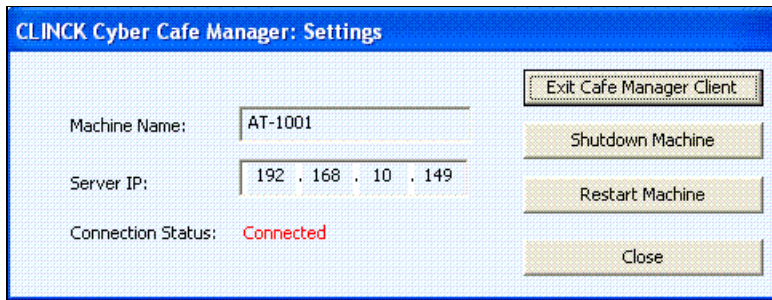 CLINCK Cyber Cafe Manager: Settings
Exit Cafe Manager Client
Machine Name: AT-1001
Shutdown Machine
Server IP: 192 . 168 . 10 . 149
Restart Machine
Connection Status: Connected
Close